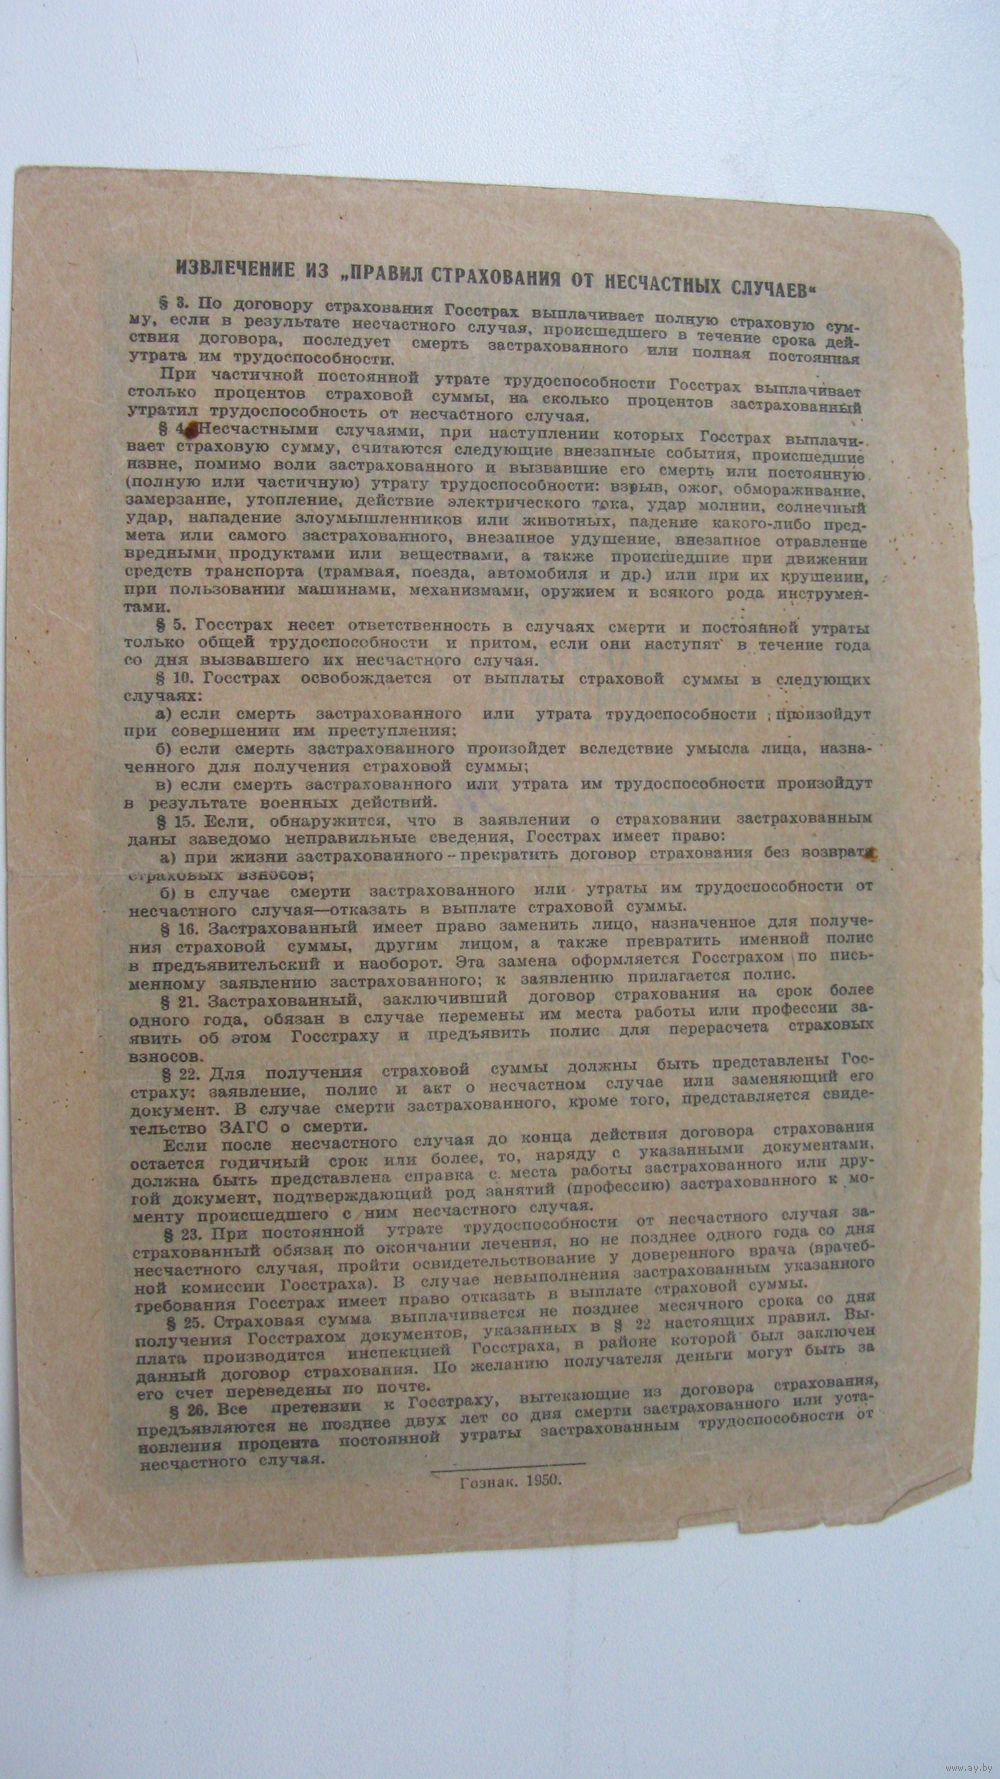 ИЗВЛЕЧЕНИЕ ИЗ „ПРАВИЛ СТРАХОВАНИЯ ОТ НЕСЧАСТНЫХ СЛУЧАЕВ“
§ 3. По договору страхования Госстрах выплачивает полную страховую сум-
му, если в результате несчастного случая, происшедшего в течение срока дей-
ствия договора, последует смерть застрахованного или полная постоянная
утрата им трудоспособности.
При частичной постоянной утрате трудоспособности Госстрах выплачивает
столько процентов страховой суммы, на сколько процентов застрахованный
утратил трудоспособность от несчастного случая.
§ 4. Несчастными случаями, при наступлении которых Госстрах выплачи-
вает страховую сумму, считаются следующие внезапные события, происшедшие
извне, помимо воли застрахованного и вызвавшие его смерть или постоянную
(полную или частичную) утрату трудоспособности: взрыв, ожог, обмораживание,
замерзание, утопление, действие электрического тока, удар молнии, солнечный
удар, нападение злоумышленников или животных, падение какого-либо пред-
мета или самого застрахованного, внезапное удушение, внезапное отравление
вредными продуктами или веществами, а также происшедшие при движении
средств транспорта (трамвая, поезда, автомобиля и др.) или при их крушении,
при пользовании машинами, механизмами, оружием и всякого рода инструмен-
тами.
§ 5. Госстрах несет ответственность в случаях смерти и постоянной утраты
только общей трудоспособности и притом, если они наступят в течение года
со дня вызвавшего их несчастного случая.
§ 10. Госстрах освобождается от выплаты страховой суммы в следующих
случаях:
а) если смерть застрахованного или утрата трудоспособности произойдут
при совершении им преступления;
б) если смерть застрахованного произойдет вследствие умысла лица, назна-
ченного для получения страховой суммы;
в) если смерть застрахованного или утрата им трудоспособности произойдут
в результате военных действий.
§ 15. Если, обнаружится, что в заявлении о страховании застрахованным
даны заведомо неправильные сведения, Госстрах имеет право:
а) при жизни застрахованного – прекратить договор страхования без возврата
страховых взносов;
б) в случае смерти застрахованного или утраты им трудоспособности от
несчастного случая—отказать в выплате страховой суммы.
§ 16. Застрахованный имеет право заменить лицо, назначенное для получе-
ния страховой суммы, другим лицом, а также превратить именной полис
в предъявительский и наоборот. Эта замена оформляется Госстрахом по пись-
менному заявлению застрахованного; к заявлению прилагается полис.
§ 21. Застрахованный, заключивший договор страхования на срок более
одного года, обязан в случае перемены им места работы или профессии за-
явить об этом Госстраху и предъявить полис для перерасчета страховых
взносов.
§ 22. Для получения страховой суммы должны быть представлены Гос-
страху: заявление, полис и акт о несчастном случае или заменяющий его
документ. В случае смерти застрахованного, кроме того, представляется свиде-
тельство ЗАГС о смерти.
Если после несчастного случая до конца действия договора страхования
остается годичный срок или более, то, наряду с указанными документами,
должна быть представлена справка с места работы застрахованного или дру-
гой документ, подтверждающий род занятий (профессию) застрахованного к мо-
менту происшедшего с ним несчастного случая.
§ 23. При постоянной утрате трудоспособности от несчастного случая за-
страхованный обязан по окончании лечения, но не позднее одного года со дня
несчастного случая, пройти освидетельствование у доверенного врача (врачеб-
ной комиссии Госстраха). В случае невыполнения застрахованным указанного
требования Госстрах имеет право отказать в выплате страховой суммы.
§ 25. Страховая сумма выплачивается не позднее месячного срока со дня
получения Госстрахом документов, указанных в § 22 настоящих правил. Вы-
плата производится инспекцией Госстраха, в районе которой был заключен
данный договор страхования. По желанию получателя деньги могут быть за
его счет переведены по почте.
§ 26. Все претензии к Госстраху, вытекающие из договора страхования,
предъявляются не позднее двух лет со дня смерти застрахованного или уста-
новления процента постоянной утраты застрахованным трудоспособности от
несчастного случая.
Гознак. 1950.
www.ay.by